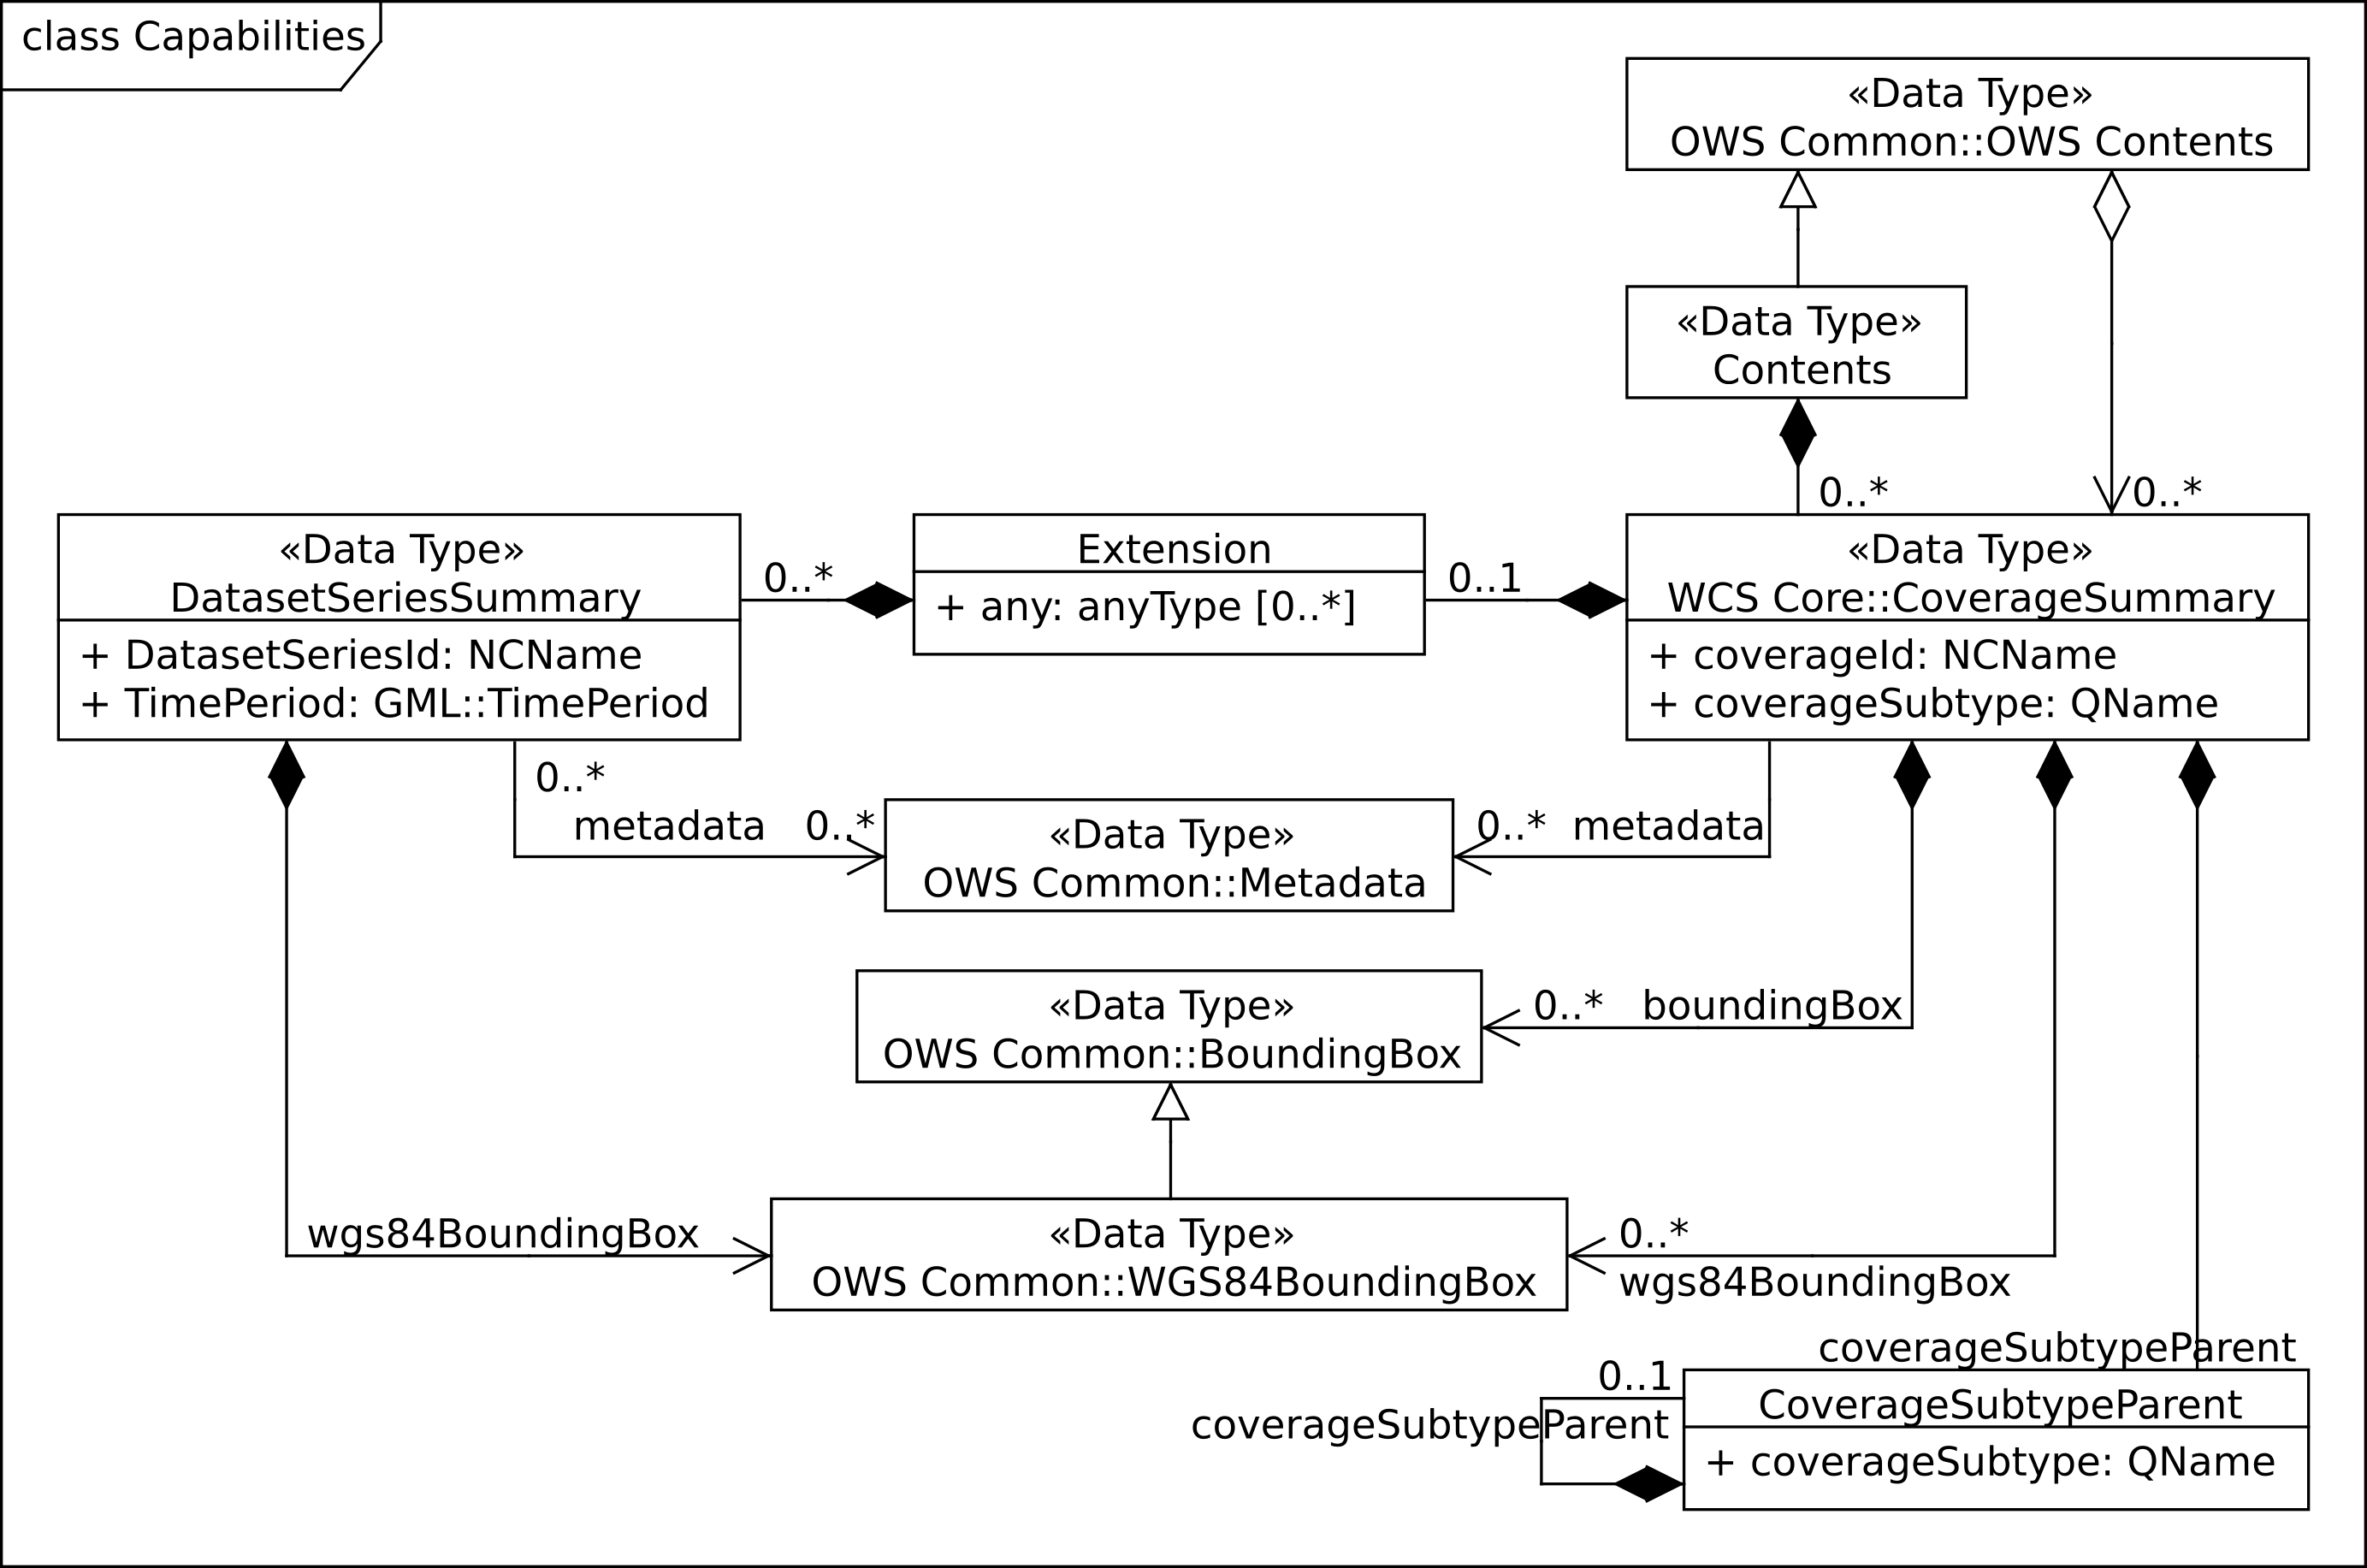 class Capabilities
«Data Type»
OWS Common::OWS Contents
«Data Type»
Contents
0..*
0..*
«Data Type»
DatasetSeriesSummary
+ DatasetSeriesId: NCName
+ TimePeriod: GML::TimePeriod
0..*
Extension
+ any: anyType [0..*]
0..1
«Data Type»
WCS Core::CoverageSummary
+ coverageId: NCName
+ coverageSubtype: QName
0..*
metadata
0..*
«Data Type»
OWS Common::Metadata
0..*
metadata
«Data Type»
OWS Common::BoundingBox
0..*
boundingBox
wgs84BoundingBox
«Data Type»
OWS Common::WGS84BoundingBox
0..*
wgs84BoundingBox
coverageSubtypeParent
0..1
coverageSubtypeParent
CoverageSubtypeParent
+ coverageSubtype: QName